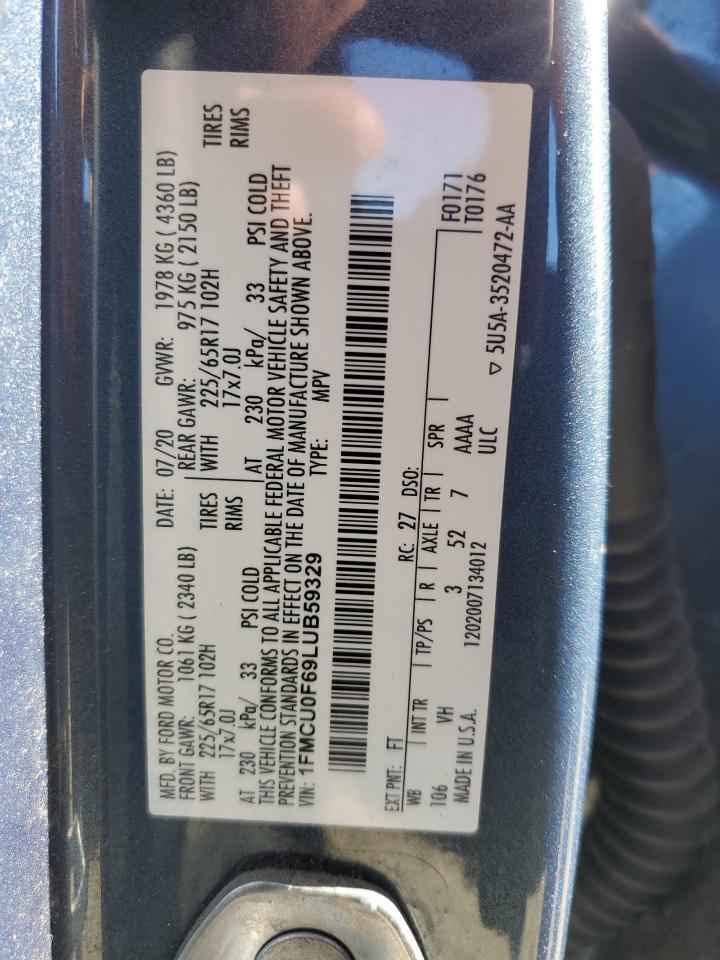 MFD. BY FORD MOTOR CO.
DATE: 07/20 GVWR: 1978 KG ( 4360 LB)
FRONT GAWR: 1061 KG ( 2340 LB)
REAR GAWR: 975 KG ( 2150 LB)
WITH 225/65R17 102H TIRES
WITH 225/65R17 102H TIRES
17x7.0J RIMS
17x7.0J RIMS
AT 230 kPa/ 33 PSI COLD
AT 230 kPa/ 33 PSI COLD
THIS VEHICLE CONFORMS TO ALL APPLICABLE FEDERAL MOTOR VEHICLE SAFETY AND THEFT
PREVENTION STANDARDS IN EFFECT ON THE DATE OF MANUFACTURE SHOWN ABOVE.
VIN: 1FMCU0F69LUB59329 TYPE: MPV
EXT PNT: FT RC: 27 DSO: F0171
WB INT TR TP/PS R AXLE TR SPR T0176
106 VH 3 52 7 AAAA
MADE IN U.S.A. 1202007134012 ULC
▽ 5U5A-3520472-AA